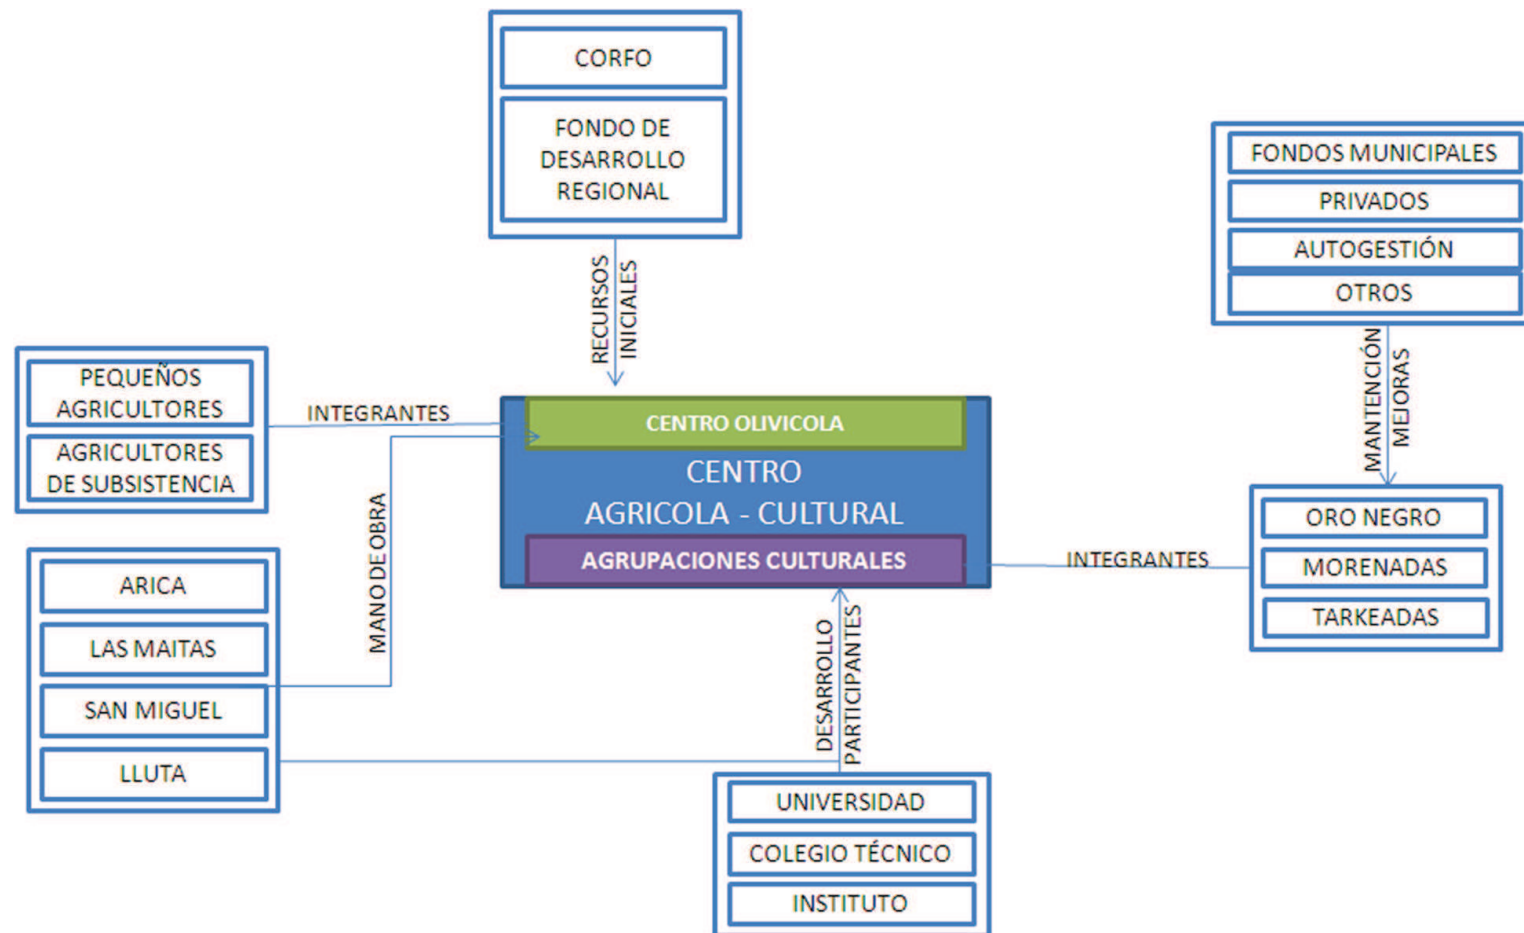 CORFO
FONDO DE
DESARROLLO
REGIONAL
FONDOS MUNICIPALES
PRIVADOS
AUTOGESTIÓN
OTROS
RECURSOS
INICIALES
MANTENCIÓN
MEJORAS
PEQUEÑOS
AGRICULTORES
AGRICULTORES
DE SUBSISTENCIA
INTEGRANTES
CENTRO OLIVICOLA
CENTRO
AGRICOLA - CULTURAL
AGRUPACIONES CULTURALES
INTEGRANTES
ORO NEGRO
MORENADAS
TARKEADAS
MANO DE OBRA
ARICA
LAS MAITAS
SAN MIGUEL
LLUTA
DESARROLLO
PARTICIPANTES
UNIVERSIDAD
COLEGIO TÉCNICO
INSTITUTO